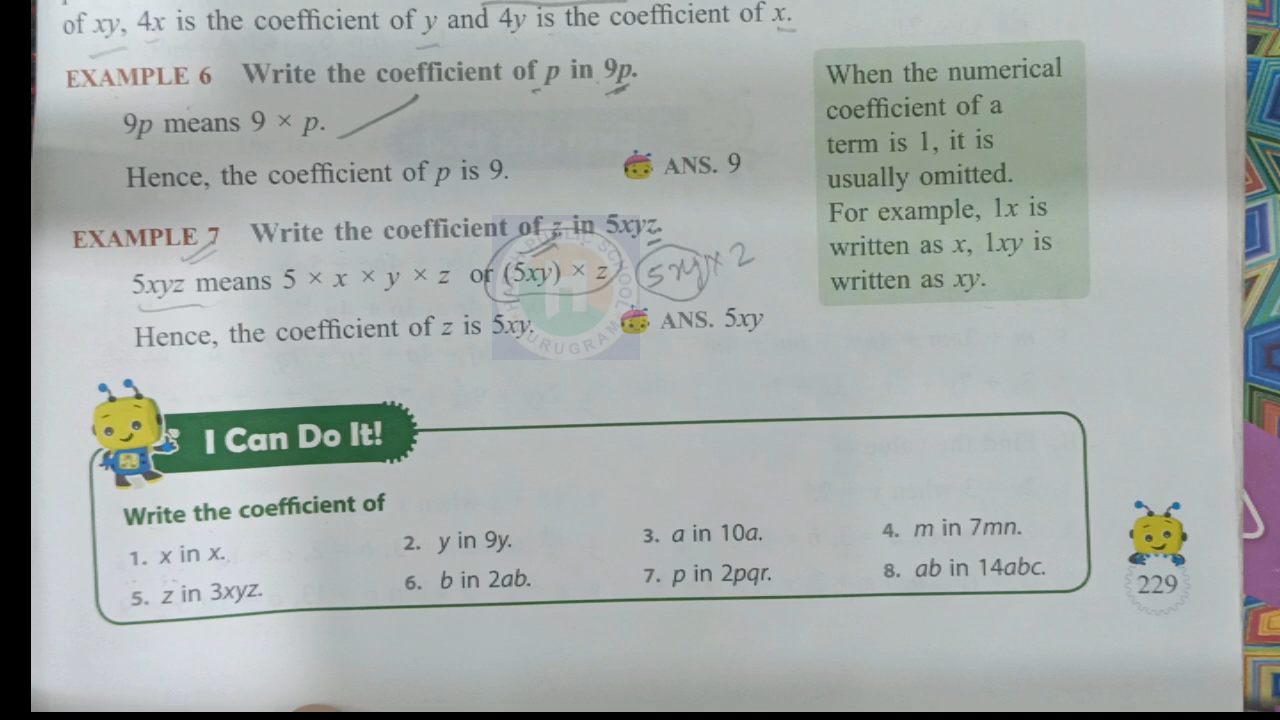 of xy, 4x is the coefficient of y and 4y is the coefficient of x.
EXAMPLE 6 Write the coefficient of p in 9p.
9p means 9 × p.
Hence, the coefficient of p is 9.
ANS. 9
EXAMPLE 7 Write the coefficient of z in 5xyz.
5xyz means 5 × x × y × z or (5xy) × z
5xy × 2
Hence, the coefficient of z is 5xy.
ANS. 5xy
When the numerical
coefficient of a
term is 1, it is
usually omitted.
For example, 1x is
written as x, 1xy is
written as xy.
I Can Do It!
Write the coefficient of
1. x in x.
2. y in 9y.
3. a in 10a.
4. m in 7mn.
5. z in 3xyz.
6. b in 2ab.
7. p in 2pqr.
8. ab in 14abc.
229